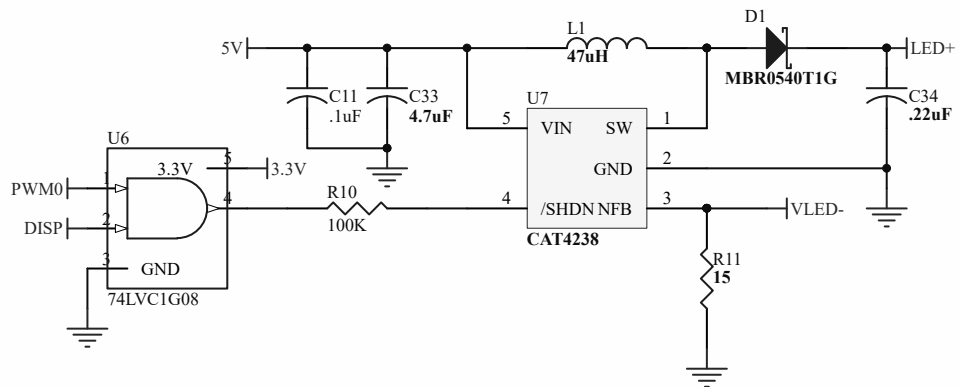 D1
L1
5V
LED+
47uH
MBR0540T1G
C11
.1uF
C33
4.7uF
U7
C34
.22uF
5
VIN
SW
1
U6
3.3V
5
3.3V
GND
2
PWM0
1
R10
4
100K
4
/SHDN
NFB
3
VLED-
DISP
2
CAT4238
R11
15
3
GND
74LVC1G08